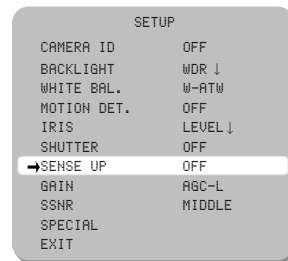 SETUP
CAMERA ID OFF
BACKLIGHT WDR ↓
WHITE BAL. W-ATW
MOTION DET. OFF
IRIS LEVEL ↓
SHUTTER OFF
→SENSE UP OFF
GAIN AGC-L
SSNR MIDDLE
SPECIAL
EXIT